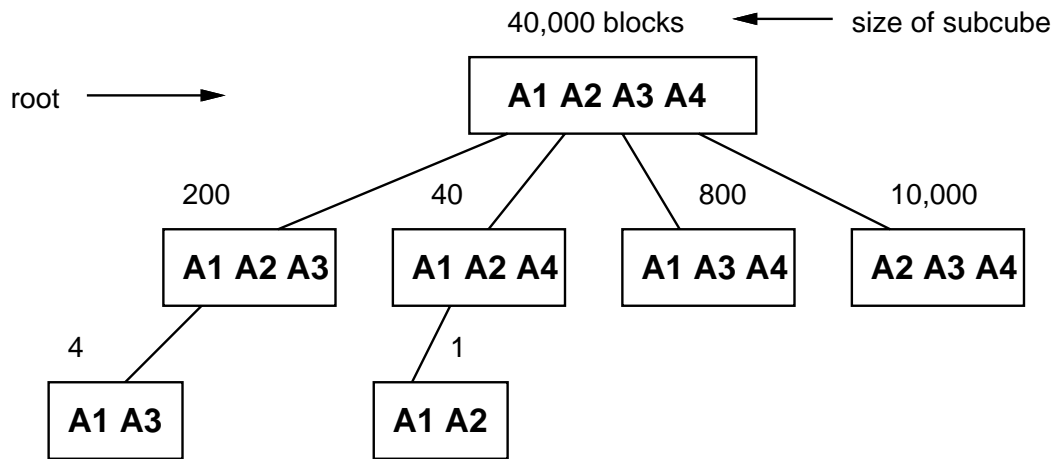 40,000 blocks
size of subcube
root
A1 A2 A3 A4
200
40
800
10,000
A1 A2 A3
A1 A2 A4
A1 A3 A4
A2 A3 A4
4
1
A1 A3
A1 A2